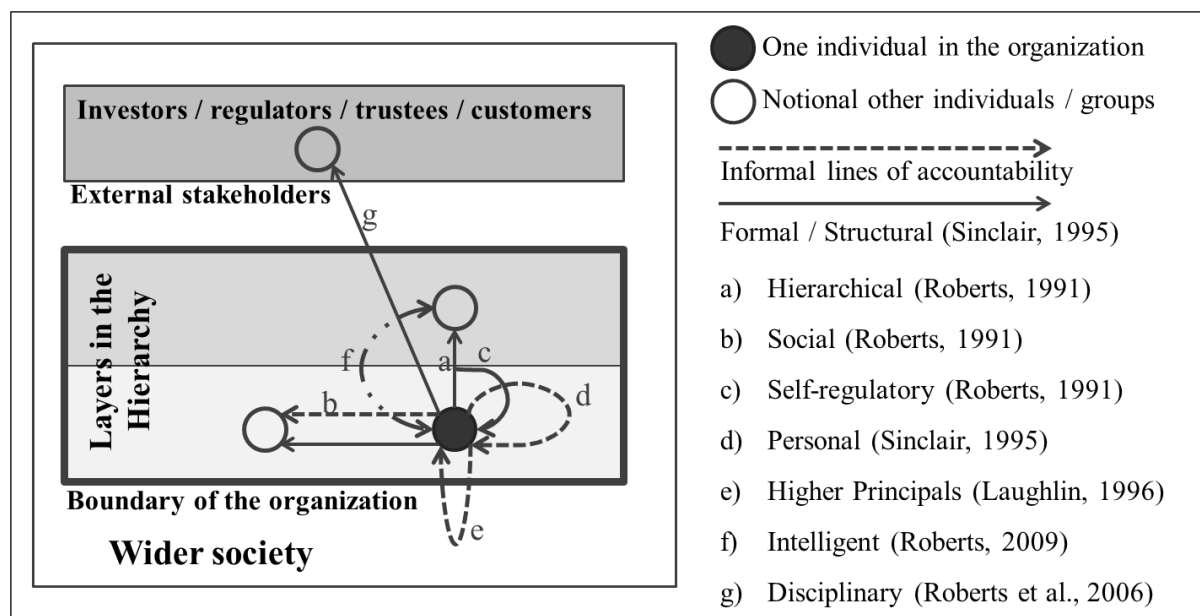 Investors / regulators / trustees / customers
External stakeholders
g
Layers in the
Hierarchy
f
a
c
b
d
Boundary of the organization
e
Wider society
One individual in the organization
Notional other individuals / groups
Informal lines of accountability
Formal / Structural (Sinclair, 1995)
a) Hierarchical (Roberts, 1991)
b) Social (Roberts, 1991)
c) Self-regulatory (Roberts, 1991)
d) Personal (Sinclair, 1995)
e) Higher Principals (Laughlin, 1996)
f) Intelligent (Roberts, 2009)
g) Disciplinary (Roberts et al., 2006)